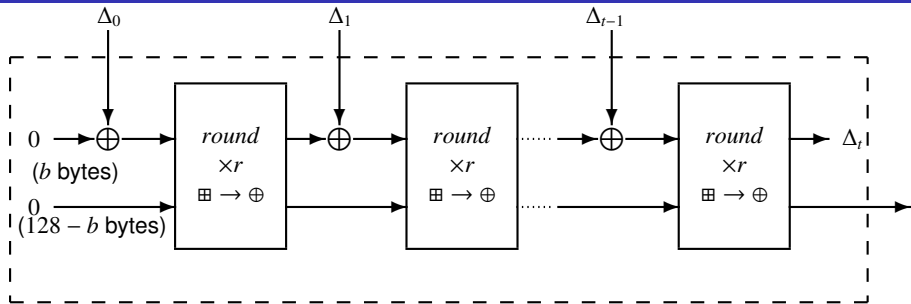 Δ₀ Δ₁ Δₜ₋₁
0 ⊕ round ⊕ round ........ ⊕ round Δₜ
(b bytes) ×r ×r ×r
⊞ → ⊕ ⊞ → ⊕ ⊞ → ⊕
0 ........
(128 − b bytes)